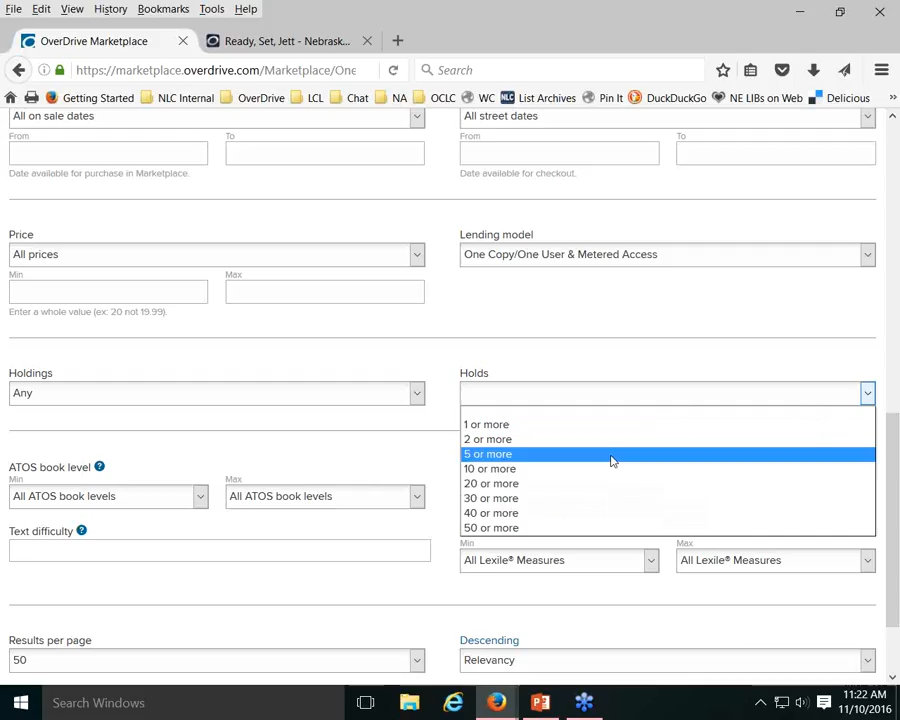 File Edit View History Bookmarks Tools Help
OverDrive Marketplace
Ready, Set, Jett - Nebrask...
https://marketplace.overdrive.com/Marketplace/One
Search
Getting Started NLC Internal OverDrive LCL Chat NA OCLC WC NLC List Archives Pin It DuckDuckGo NE LIBs on Web Delicious »
All on sale dates
All street dates
From To From To
Date available for purchase in Marketplace.
Date available for checkout.
Price
Lending model
All prices
One Copy/One User & Metered Access
Min Max
Enter a whole value (ex: 20 not 19.99).
Holdings
Holds
Any
1 or more
2 or more
5 or more
10 or more
20 or more
30 or more
40 or more
50 or more
ATOS book level ?
Min Max
All ATOS book levels
All ATOS book levels
Text difficulty ?
Min Max
All Lexile® Measures
All Lexile® Measures
Results per page
Descending
50
Relevancy
Search Windows
11:22 AM
11/10/2016